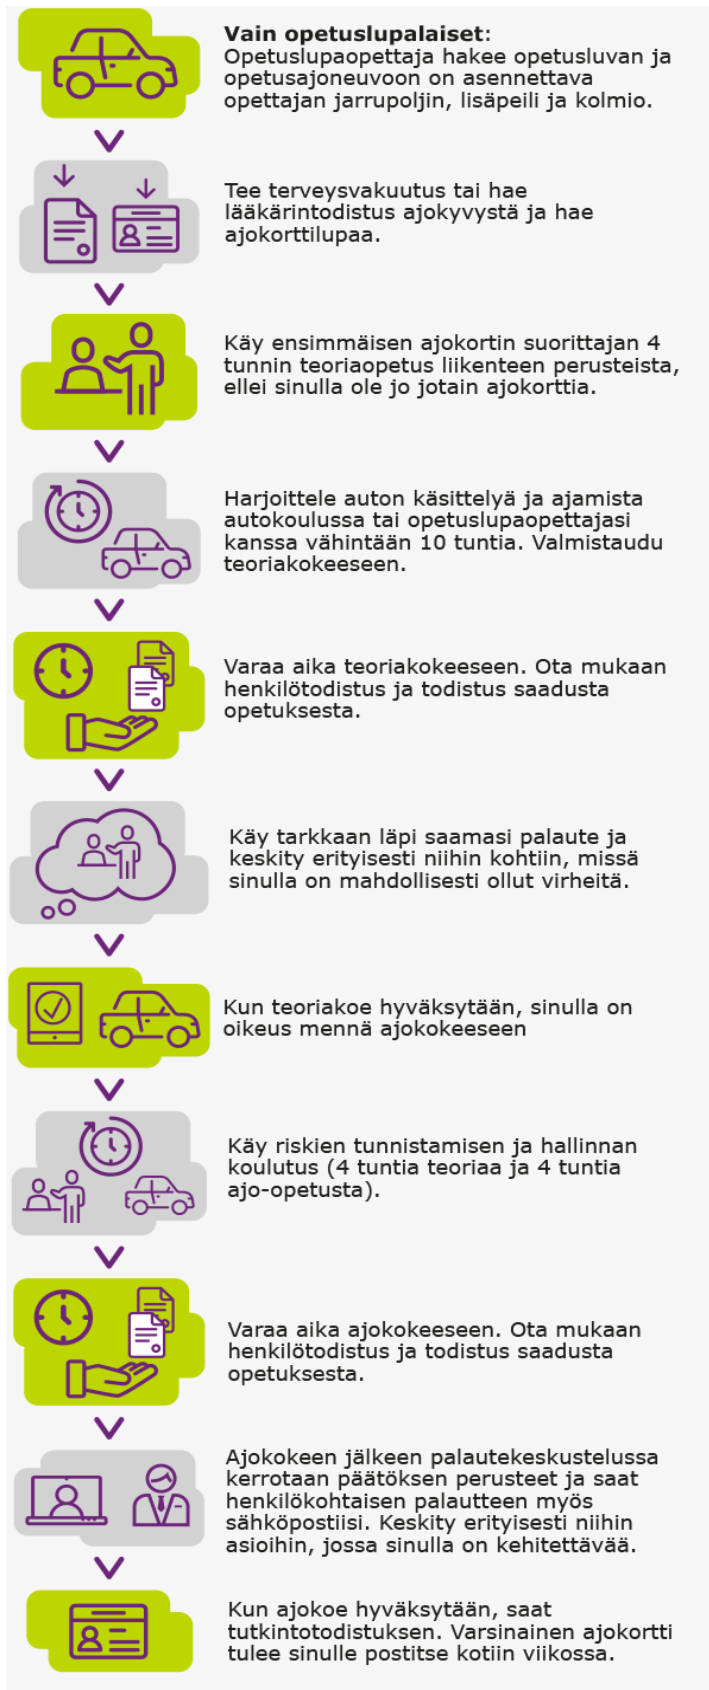 Vain opetuslupalaiset:
Opetuslupaopettaja hakee opetusluvan ja
opetusajoneuvoon on asennettava
opettajan jarrupoljin, lisäpeili ja kolmio.
Tee terveysvakuutus tai hae
lääkärintodistus ajokyvystä ja hae
ajokorttilupaa.
Käy ensimmäisen ajokortin suorittajan 4
tunnin teoriaopetus liikenteen perusteista,
ellei sinulla ole jo jotain ajokorttia.
Harjoittele auton käsittelyä ja ajamista
autokoulussa tai opetuslupaopettajasi
kanssa vähintään 10 tuntia. Valmistaudu
teoriakokeeseen.
Varaa aika teoriakokeeseen. Ota mukaan
henkilötodistus ja todistus saadusta
opetuksesta.
Käy tarkkaan läpi saamasi palaute ja
keskity erityisesti niihin kohtiin, missä
sinulla on mahdollisesti ollut virheitä.
Kun teoriakoe hyväksytään, sinulla on
oikeus mennä ajokokeeseen
Käy riskien tunnistamisen ja hallinnan
koulutus (4 tuntia teoriaa ja 4 tuntia
ajo-opetusta).
Varaa aika ajokokeeseen. Ota mukaan
henkilötodistus ja todistus saadusta
opetuksesta.
Ajokokeen jälkeen palautekeskustelussa
kerrotaan päätöksen perusteet ja saat
henkilökohtaisen palautteen myös
sähköpostiisi. Keskity erityisesti niihin
asioihin, jossa sinulla on kehitettävää.
Kun ajokoe hyväksytään, saat
tutkintotodistuksen. Varsinainen ajokortti
tulee sinulle postitse kotiin viikossa.